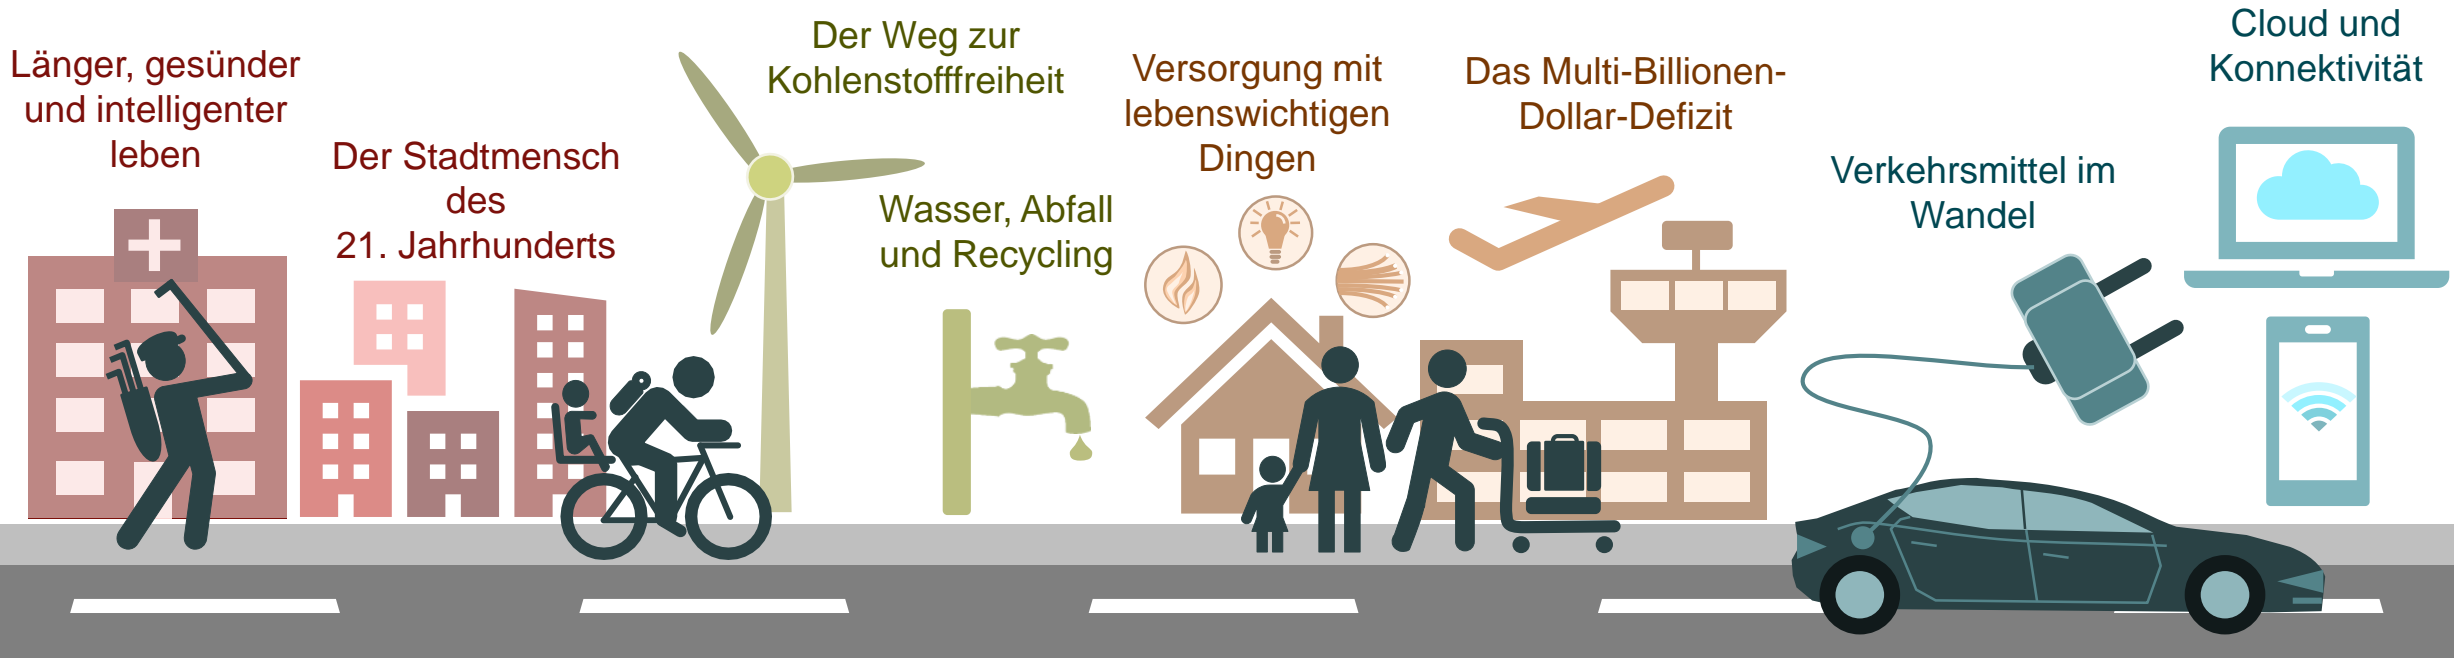 Länger, gesünder
und intelligenter
leben
Der Stadtmensch
des
21. Jahrhunderts
Der Weg zur
Kohlenstofffreiheit
Wasser, Abfall
und Recycling
Versorgung mit
lebenswichtigen
Dingen
Das Multi-Billionen-
Dollar-Defizit
Verkehrsmittel im
Wandel
Cloud und
Konnektivität